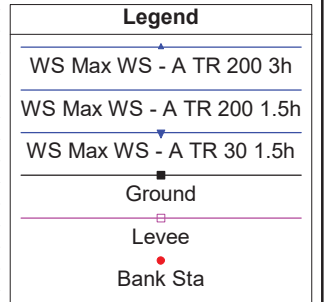 Legend
WS Max WS - A TR 200 3h
WS Max WS - A TR 200 1.5h
WS Max WS - A TR 30 1.5h
Ground
Levee
Bank Sta